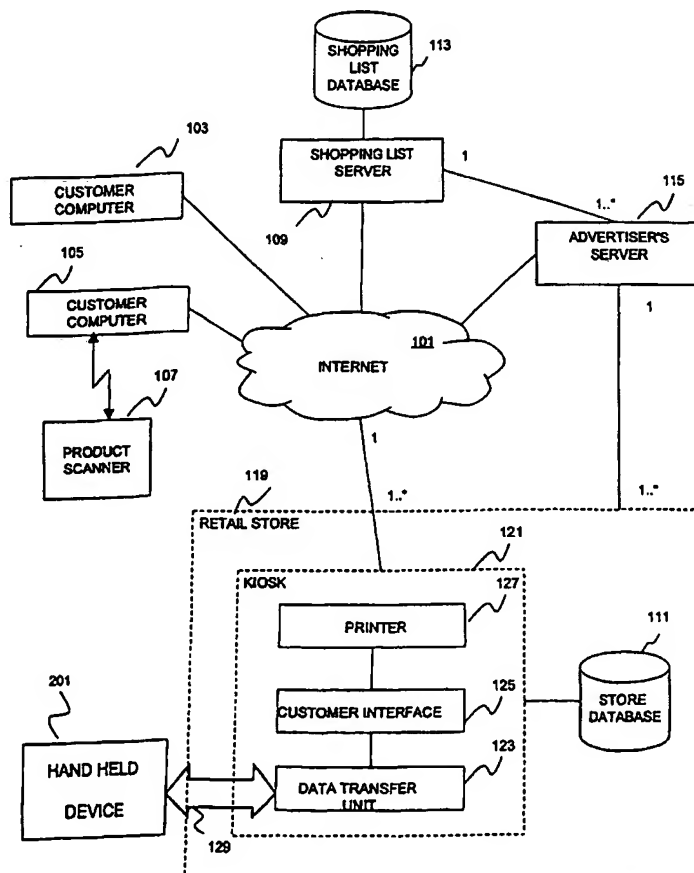 SHOPPING
LIST
DATABASE
113
103
SHOPPING LIST
SERVER
1
CUSTOMER
COMPUTER
1..*
115
109
ADVERTISER'S
SERVER
105
CUSTOMER
COMPUTER
1
101
INTERNET
107
PRODUCT
SCANNER
1
119
1..*
1..*
RETAIL STORE
121
KIOSK
127
PRINTER
111
201
125
STORE
DATABASE
CUSTOMER INTERFACE
HAND HELD
DEVICE
123
DATA TRANSFER
UNIT
129